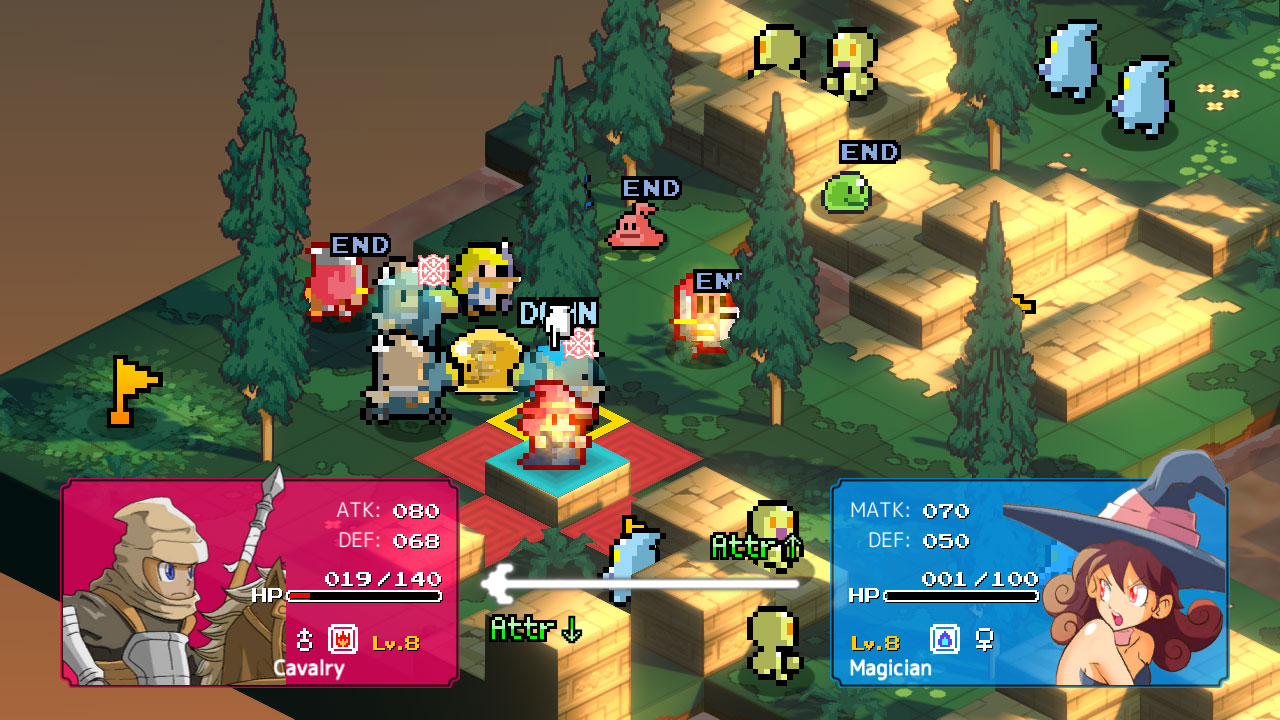 END
END
END
END
ATK: 080
DEF: 068
019/140
HP
Lv.8
Cavalry
Attr↑
Attr↓
MATK: 070
DEF: 050
001/100
HP
Lv.8
Magician